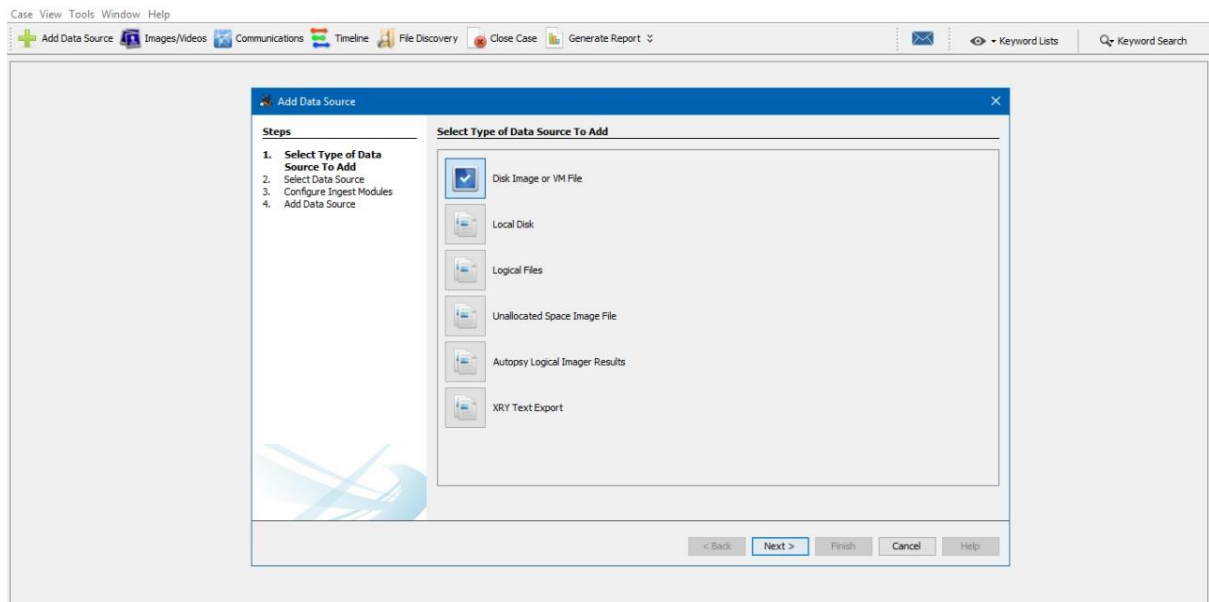 Case View Tools Window Help
Add Data Source Images/Videos Communications Timeline File Discovery Close Case Generate Report Keyword Lists Keyword Search
Add Data Source
Steps
1. Select Type of Data
Source To Add
2. Select Data Source
3. Configure Ingest Modules
4. Add Data Source
Select Type of Data Source To Add
Disk Image or VM File
Local Disk
Logical Files
Unallocated Space Image File
Autopsy Logical Imager Results
XRY Text Export
< Back Next > Finish Cancel Help